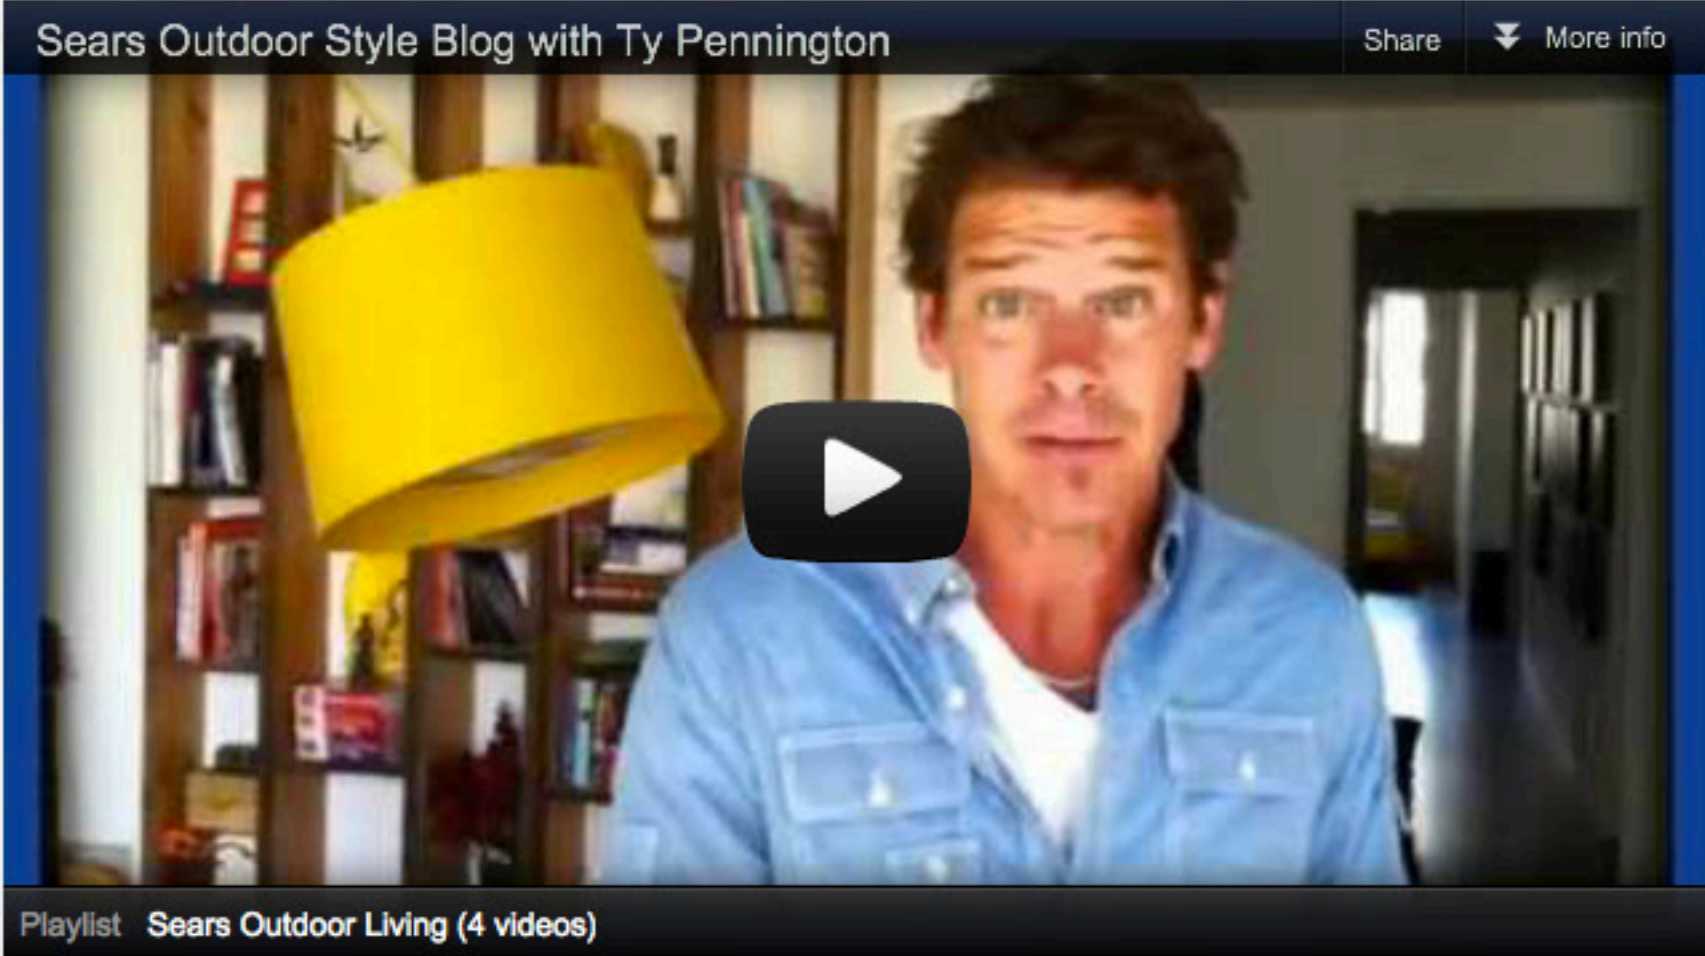 Sears Outdoor Style Blog with Ty Pennington
Share
More info
Playlist Sears Outdoor Living (4 videos)